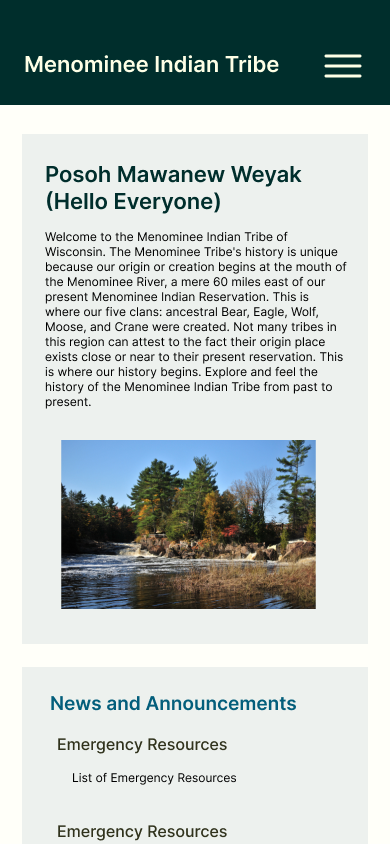 Menominee Indian Tribe
Posoh Mawanew Weyak
(Hello Everyone)
Welcome to the Menominee Indian Tribe of
Wisconsin. The Menominee Tribe's history is unique
because our origin or creation begins at the mouth of
the Menominee River, a mere 60 miles east of our
present Menominee Indian Reservation. This is
where our five clans: ancestral Bear, Eagle, Wolf,
Moose, and Crane were created. Not many tribes in
this region can attest to the fact their origin place
exists close or near to their present reservation. This
is where our history begins. Explore and feel the
history of the Menominee Indian Tribe from past to
present.
News and Announcements
Emergency Resources
List of Emergency Resources
Emergency Resources